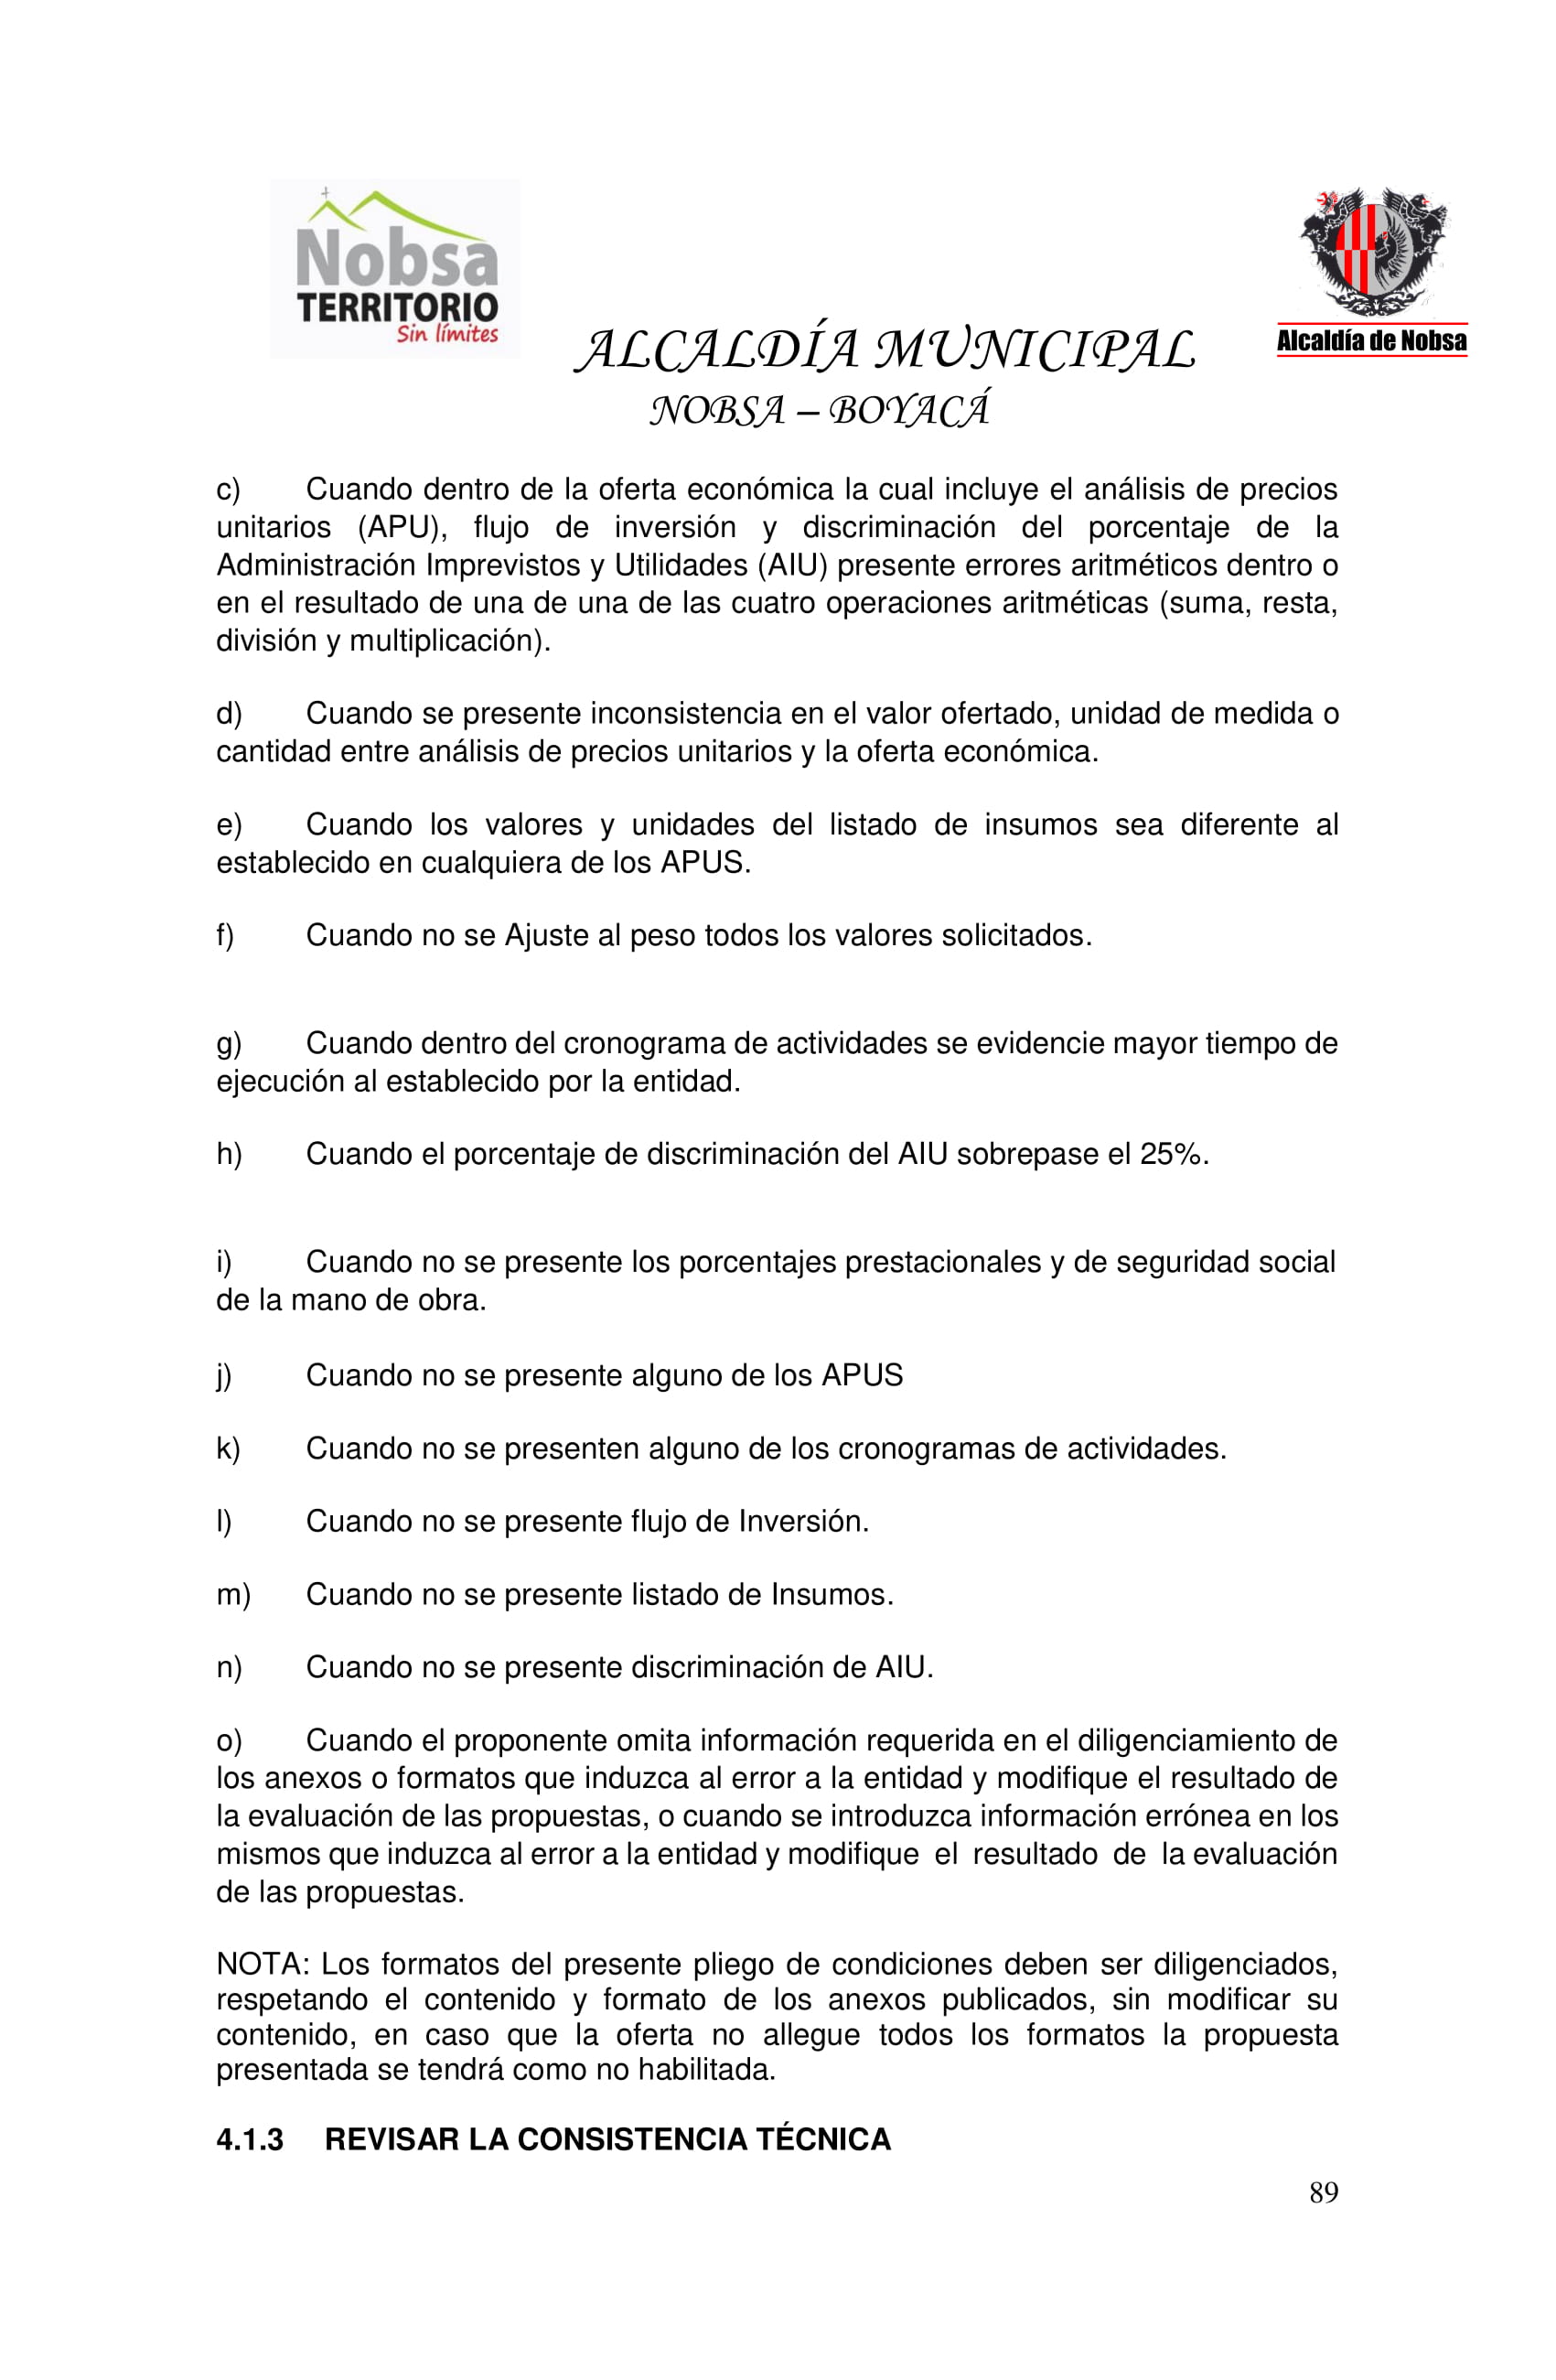 Nobsa
TERRITORIO
Sin límites
Alcaldía de Nobsa
ALCALDÍA MUNICIPAL
NOBSA – BOYACÁ
c) Cuando dentro de la oferta económica la cual incluye el análisis de precios
unitarios (APU), flujo de inversión y discriminación del porcentaje de la
Administración Imprevistos y Utilidades (AIU) presente errores aritméticos dentro o
en el resultado de una de una de las cuatro operaciones aritméticas (suma, resta,
división y multiplicación).
d) Cuando se presente inconsistencia en el valor ofertado, unidad de medida o
cantidad entre análisis de precios unitarios y la oferta económica.
e) Cuando los valores y unidades del listado de insumos sea diferente al
establecido en cualquiera de los APUS.
f) Cuando no se Ajuste al peso todos los valores solicitados.
g) Cuando dentro del cronograma de actividades se evidencie mayor tiempo de
ejecución al establecido por la entidad.
h) Cuando el porcentaje de discriminación del AIU sobrepase el 25%.
i) Cuando no se presente los porcentajes prestacionales y de seguridad social
de la mano de obra.
j) Cuando no se presente alguno de los APUS
k) Cuando no se presenten alguno de los cronogramas de actividades.
l) Cuando no se presente flujo de Inversión.
m) Cuando no se presente listado de Insumos.
n) Cuando no se presente discriminación de AIU.
o) Cuando el proponente omita información requerida en el diligenciamiento de
los anexos o formatos que induzca al error a la entidad y modifique el resultado de
la evaluación de las propuestas, o cuando se introduzca información errónea en los
mismos que induzca al error a la entidad y modifique el resultado de la evaluación
de las propuestas.
NOTA: Los formatos del presente pliego de condiciones deben ser diligenciados,
respetando el contenido y formato de los anexos publicados, sin modificar su
contenido, en caso que la oferta no allegue todos los formatos la propuesta
presentada se tendrá como no habilitada.
4.1.3 REVISAR LA CONSISTENCIA TÉCNICA
89